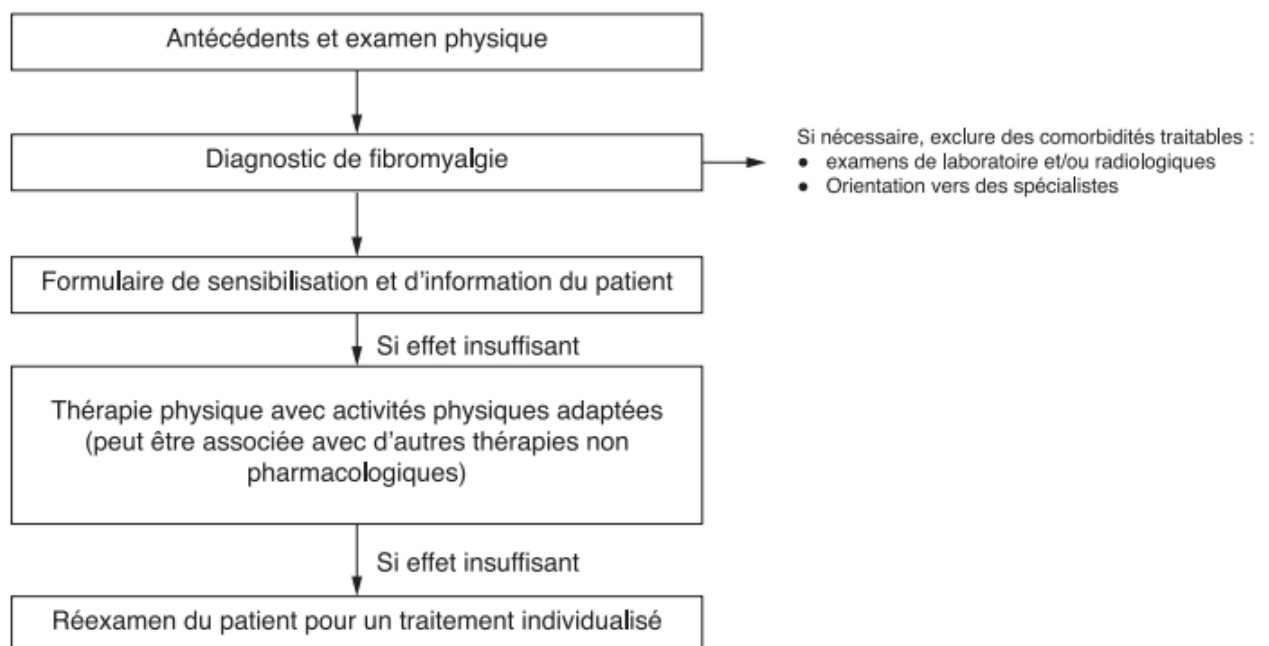 Antécédents et examen physique
Diagnostic de fibromyalgie
Si nécessaire, exclure des comorbidités traitables :
● examens de laboratoire et/ou radiologiques
● Orientation vers des spécialistes
Formulaire de sensibilisation et d'information du patient
Si effet insuffisant
Thérapie physique avec activités physiques adaptées
(peut être associée avec d'autres thérapies non
pharmacologiques)
Si effet insuffisant
Réexamen du patient pour un traitement individualisé